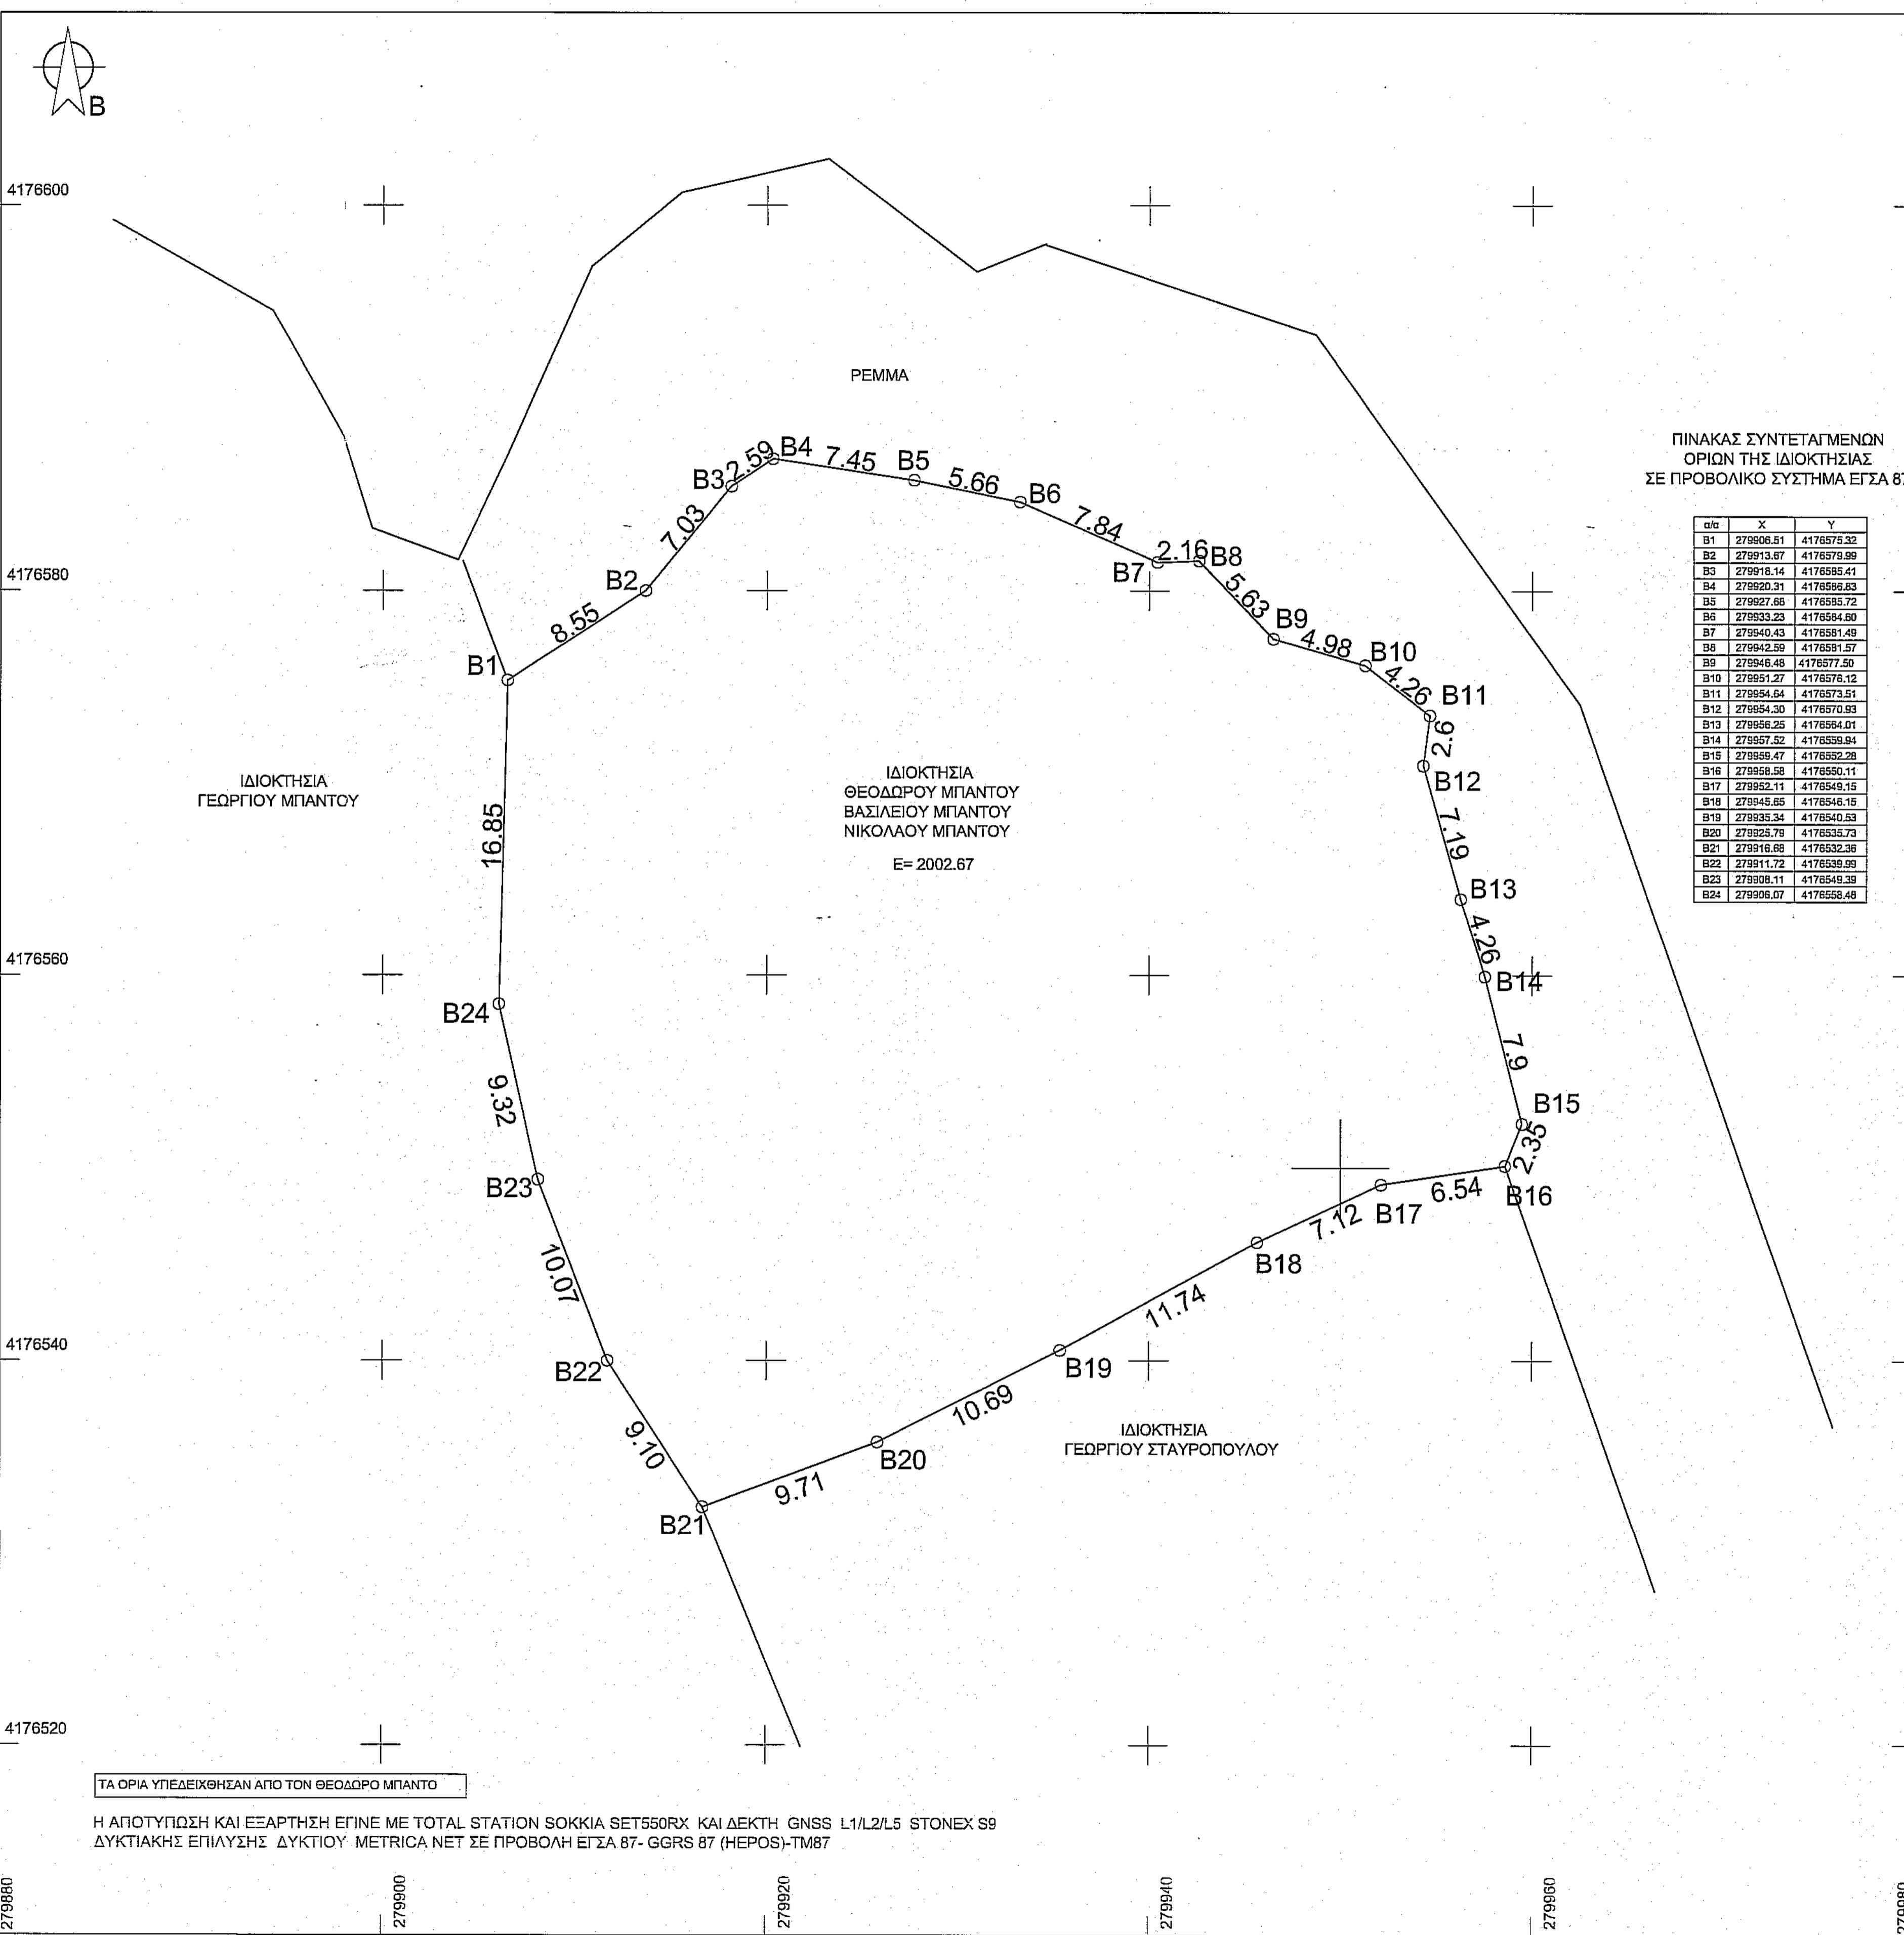 B
4176600
ΡΕΜΜΑ
B3
2.59
B4
7.45
B5
5.66
B6
7.84
B7
2.16
B8
5.63
B9
4.98
B10
4.26
B11
2.6
B12
7.19
B13
4.26
B14
7.9
B15
2.35
B16
6.54
B17
7.12
B18
11.74
B19
10.69
B20
9.71
B21
9.10
B22
10.07
B23
9.32
B24
16.85
B1
8.55
B2
7.03
4176580
4176560
4176540
4176520
ΙΔΙΟΚΤΗΣΙΑ
ΓΕΩΡΓΙΟΥ ΜΠΑΝΤΟΥ
ΙΔΙΟΚΤΗΣΙΑ
ΘΕΟΔΩΡΟΥ ΜΠΑΝΤΟΥ
ΒΑΣΙΛΕΙΟΥ ΜΠΑΝΤΟΥ
ΝΙΚΟΛΑΟΥ ΜΠΑΝΤΟΥ
E= 2002.67
ΙΔΙΟΚΤΗΣΙΑ
ΓΕΩΡΓΙΟΥ ΣΤΑΥΡΟΠΟΥΛΟΥ
ΠΙΝΑΚΑΣ ΣΥΝΤΕΤΑΓΜΕΝΩΝ
ΟΡΙΩΝ ΤΗΣ ΙΔΙΟΚΤΗΣΙΑΣ
ΣΕ ΠΡΟΒΟΛΙΚΟ ΣΥΣΤΗΜΑ ΕΓΣΑ 87
α/α X Y
B1 279906.51 4176575.32
B2 279913.67 4176579.99
B3 279918.14 4176585.41
B4 279920.31 4176586.83
B5 279927.68 4176585.72
B6 279933.23 4176584.60
B7 279940.43 4176581.49
B8 279942.59 4176581.57
B9 279946.48 4176577.50
B10 279951.27 4176576.12
B11 279954.64 4176573.51
B12 279954.30 4176570.93
B13 279956.25 4176564.01
B14 279957.52 4176559.94
B15 279959.47 4176552.28
B16 279958.58 4176550.11
B17 279952.11 4176549.15
B18 279945.65 4176546.15
B19 279935.34 4176540.53
B20 279925.79 4176535.73
B21 279916.68 4176532.36
B22 279911.72 4176539.99
B23 279908.11 4176549.39
B24 279906.07 4176558.48
ΤΑ ΟΡΙΑ ΥΠΕΔΕΙΧΘΗΣΑΝ ΑΠΟ ΤΟΝ ΘΕΟΔΩΡΟ ΜΠΑΝΤΟ
Η ΑΠΟΤΥΠΩΣΗ ΚΑΙ ΕΞΑΡΤΗΣΗ ΕΓΙΝΕ ΜΕ TOTAL STATION SOKKIA SET550RX ΚΑΙ ΔΕΚΤΗ GNSS L1/L2/L5 STONEX S9
ΔΥΚΤΙΑΚΗΣ ΕΠΙΛΥΣΗΣ ΔΥΚΤΙΟΥ METRICA NET ΣΕ ΠΡΟΒΟΛΗ ΕΓΣΑ 87- GGRS 87 (HEPOS)-TM87
279880
279900
279920
279940
279960
279980